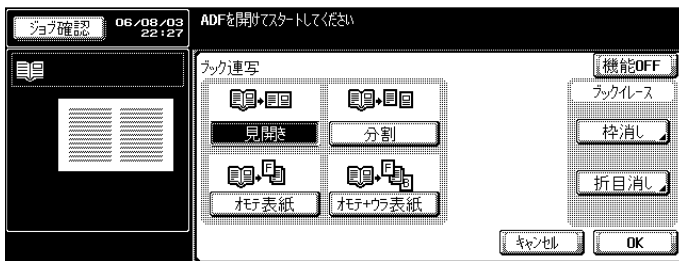 ジョブ確認
06/08/03
22:27
ADFを開けてスタートしてください
ブック連写
機能OFF
見開き
分割
オモテ表紙
オモテ+ウラ表紙
ブックイレース
枠消し
折目消し
キャンセル
OK